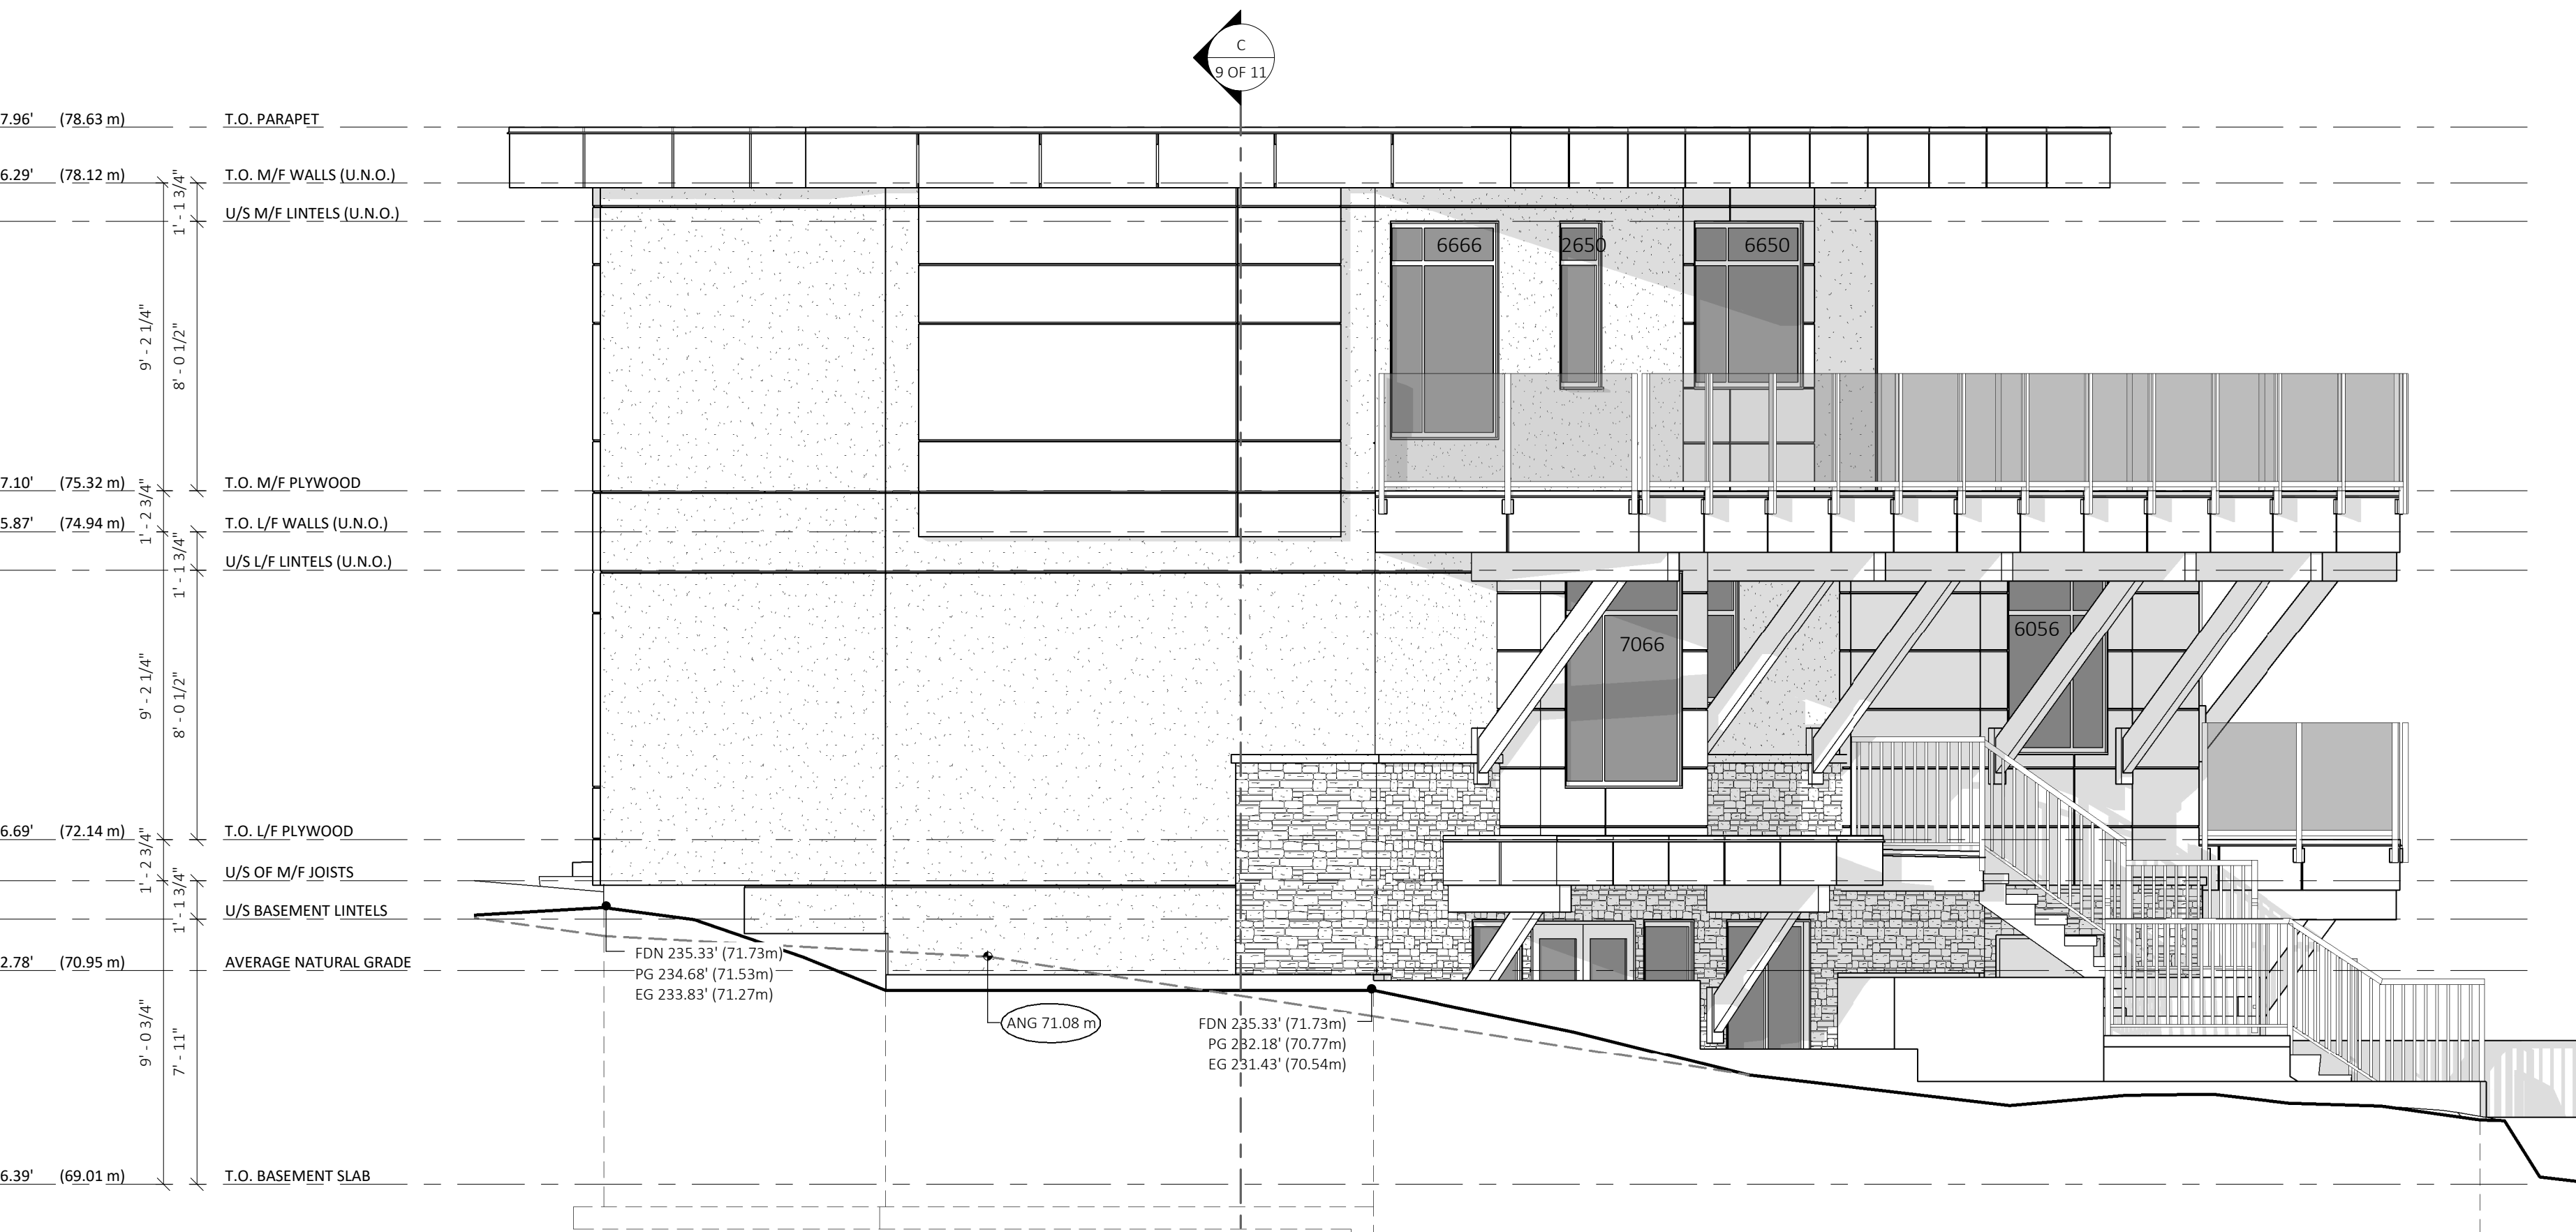 C
9 OF 11
7.96' (78.63 m) T.O. PARAPET
6.29' (78.12 m) T.O. M/F WALLS (U.N.O.)
1' - 1 3/4"
U/S M/F LINTELS (U.N.O.)
6666
2650
6650
9' - 2 1/4"
8' - 0 1/2"
7.10' (75.32 m) T.O. M/F PLYWOOD
1' - 2 3/4"
5.87' (74.94 m) T.O. L/F WALLS (U.N.O.)
1' - 1 3/4"
U/S L/F LINTELS (U.N.O.)
7066
6056
9' - 2 1/4"
8' - 0 1/2"
6.69' (72.14 m) T.O. L/F PLYWOOD
1' - 2 3/4"
U/S OF M/F JOISTS
1' - 1 3/4"
U/S BASEMENT LINTELS
2.78' (70.95 m) AVERAGE NATURAL GRADE
FDN 235.33' (71.73m)
PG 234.68' (71.53m)
EG 233.83' (71.27m)
ANG 71.08 m
FDN 235.33' (71.73m)
PG 232.18' (70.77m)
EG 231.43' (70.54m)
9' - 0 3/4"
7' - 11"
6.39' (69.01 m) T.O. BASEMENT SLAB